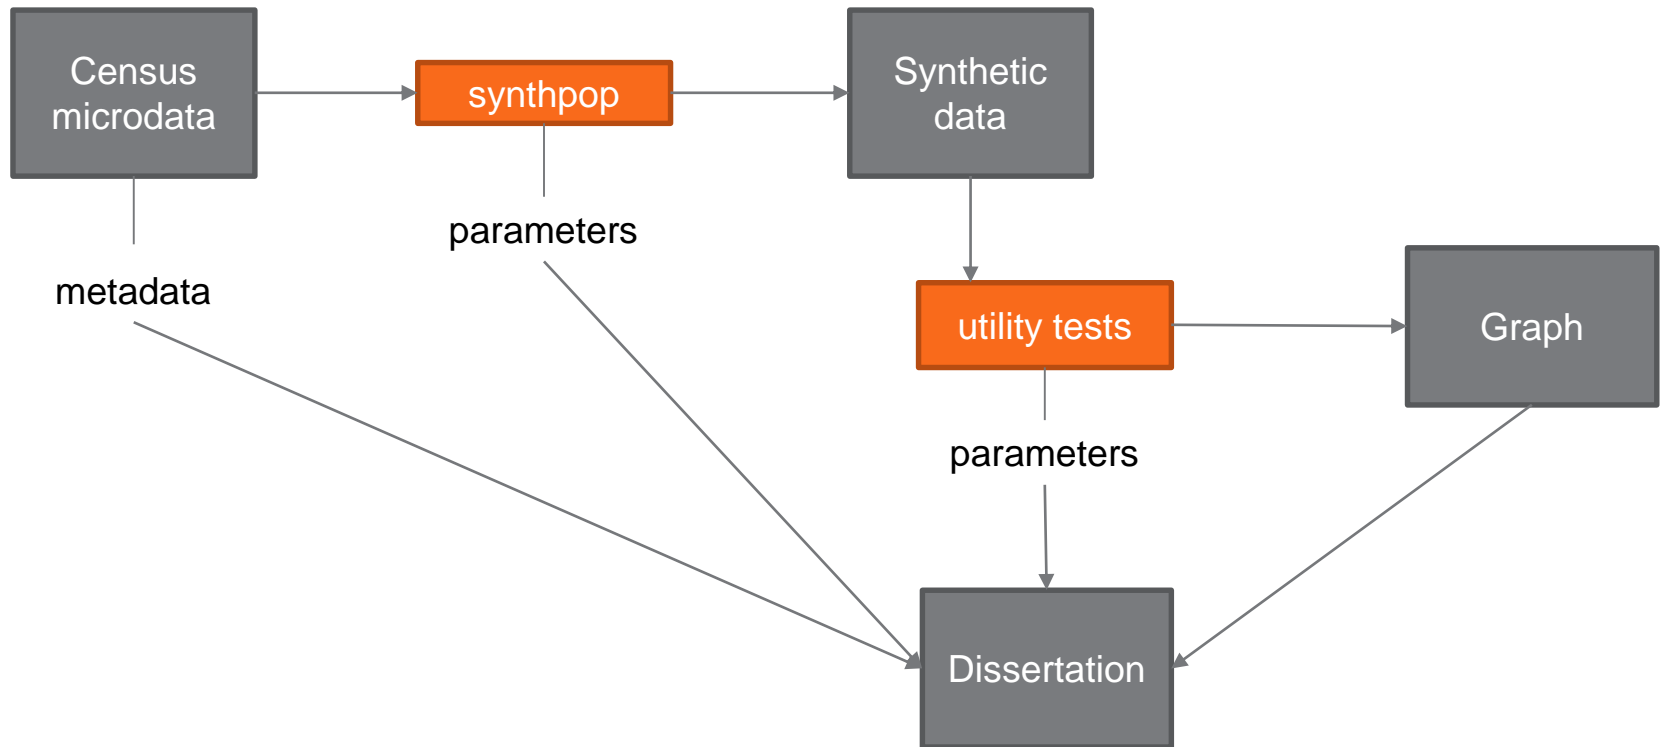 Census
microdata
synthpop
Synthetic
data
parameters
metadata
utility tests
Graph
parameters
Dissertation